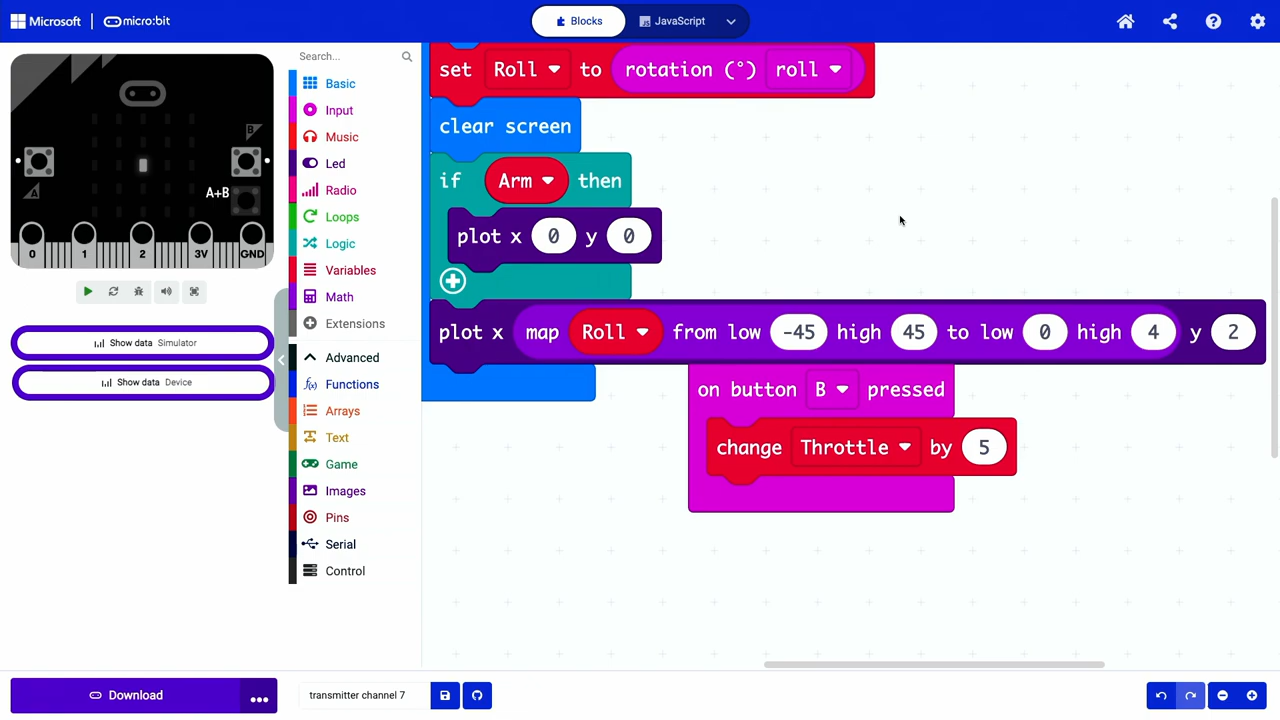 Microsoft micro:bit Blocks JavaScript
Search...
Basic
Input
Music
Led
Radio
Loops
Logic
Variables
Math
Extensions
Advanced
Functions
Arrays
Text
Game
Images
Pins
Serial
Control
B
A
A+B
0 1 2 3V GND
Show data Simulator
Show data Device
set Roll to rotation (°) roll
clear screen
if Arm then
plot x 0 y 0
plot x map Roll from low -45 high 45 to low 0 high 4 y 2
on button B pressed
change Throttle by 5
Download
transmitter channel 7